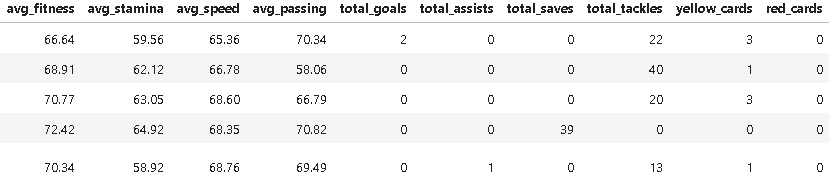 avg_fitness avg_stamina avg_speed avg_passing total_goals total_assists total_saves total_tackles yellow_cards red_cards
66.64 59.56 65.36 70.34 2 0 0 22 3 0
68.91 62.12 66.78 58.06 0 0 0 40 1 0
70.77 63.05 68.60 66.79 0 0 0 20 3 0
72.42 64.92 68.35 70.82 0 0 39 0 0 0
70.34 58.92 68.76 69.49 0 1 0 13 1 0